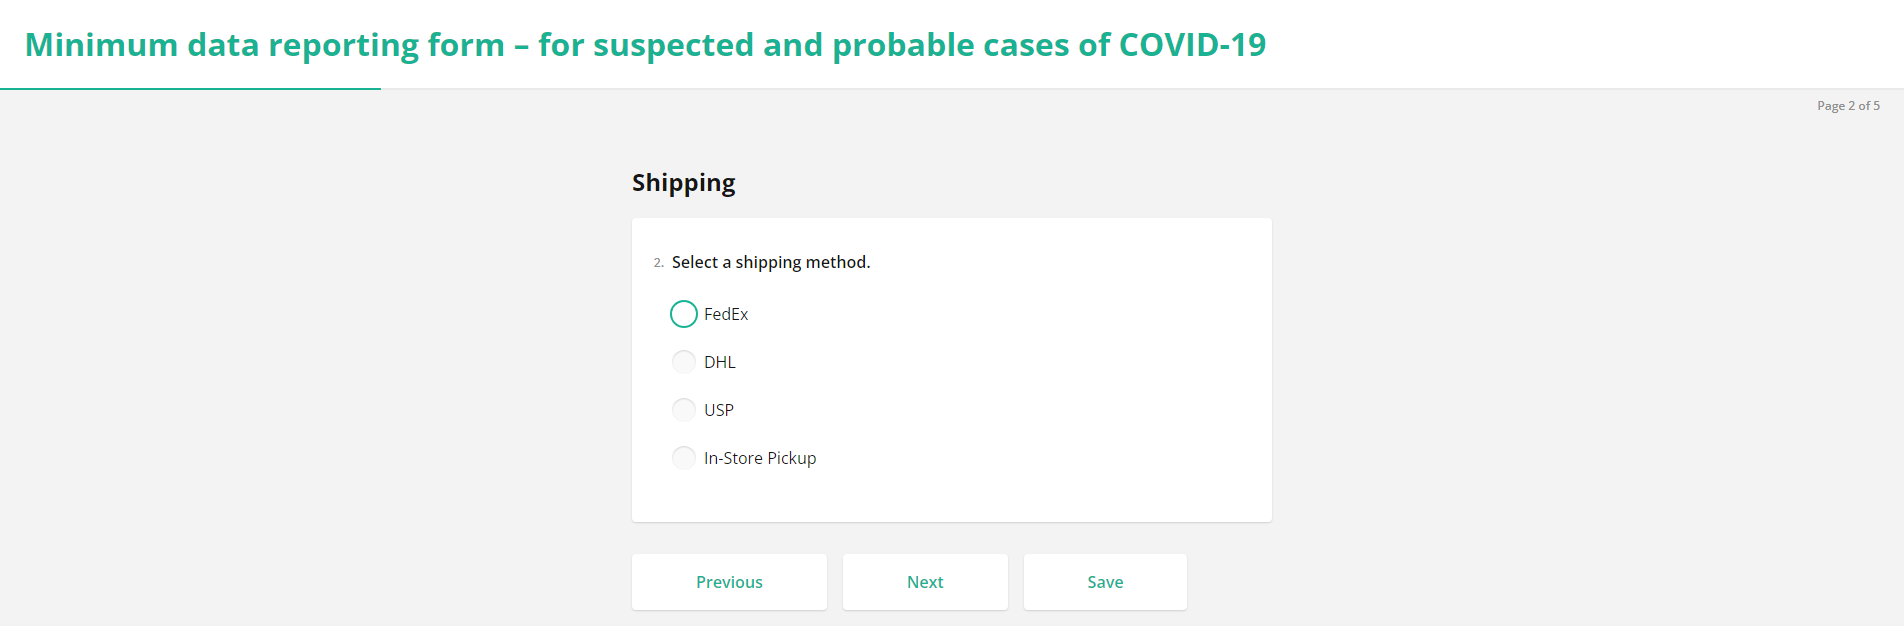 Minimum data reporting form – for suspected and probable cases of COVID-19
Page 2 of 5
Shipping
2. Select a shipping method.
FedEx
DHL
USP
In-Store Pickup
Previous
Next
Save